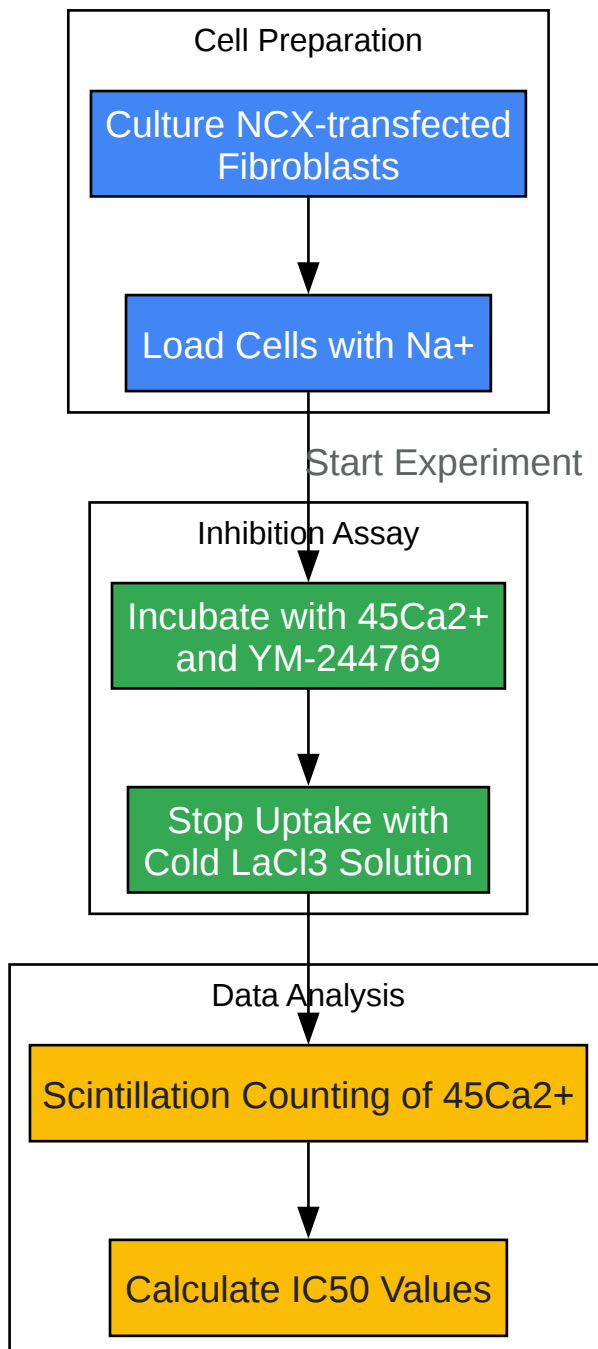 Cell Preparation
Culture NCX-transfected
Fibroblasts
Load Cells with Na+
Start Experiment
Inhibition Assay
Incubate with 45Ca2+
and YM-244769
Stop Uptake with
Cold LaCl3 Solution
Data Analysis
Scintillation Counting of 45Ca2+
Calculate IC50 Values